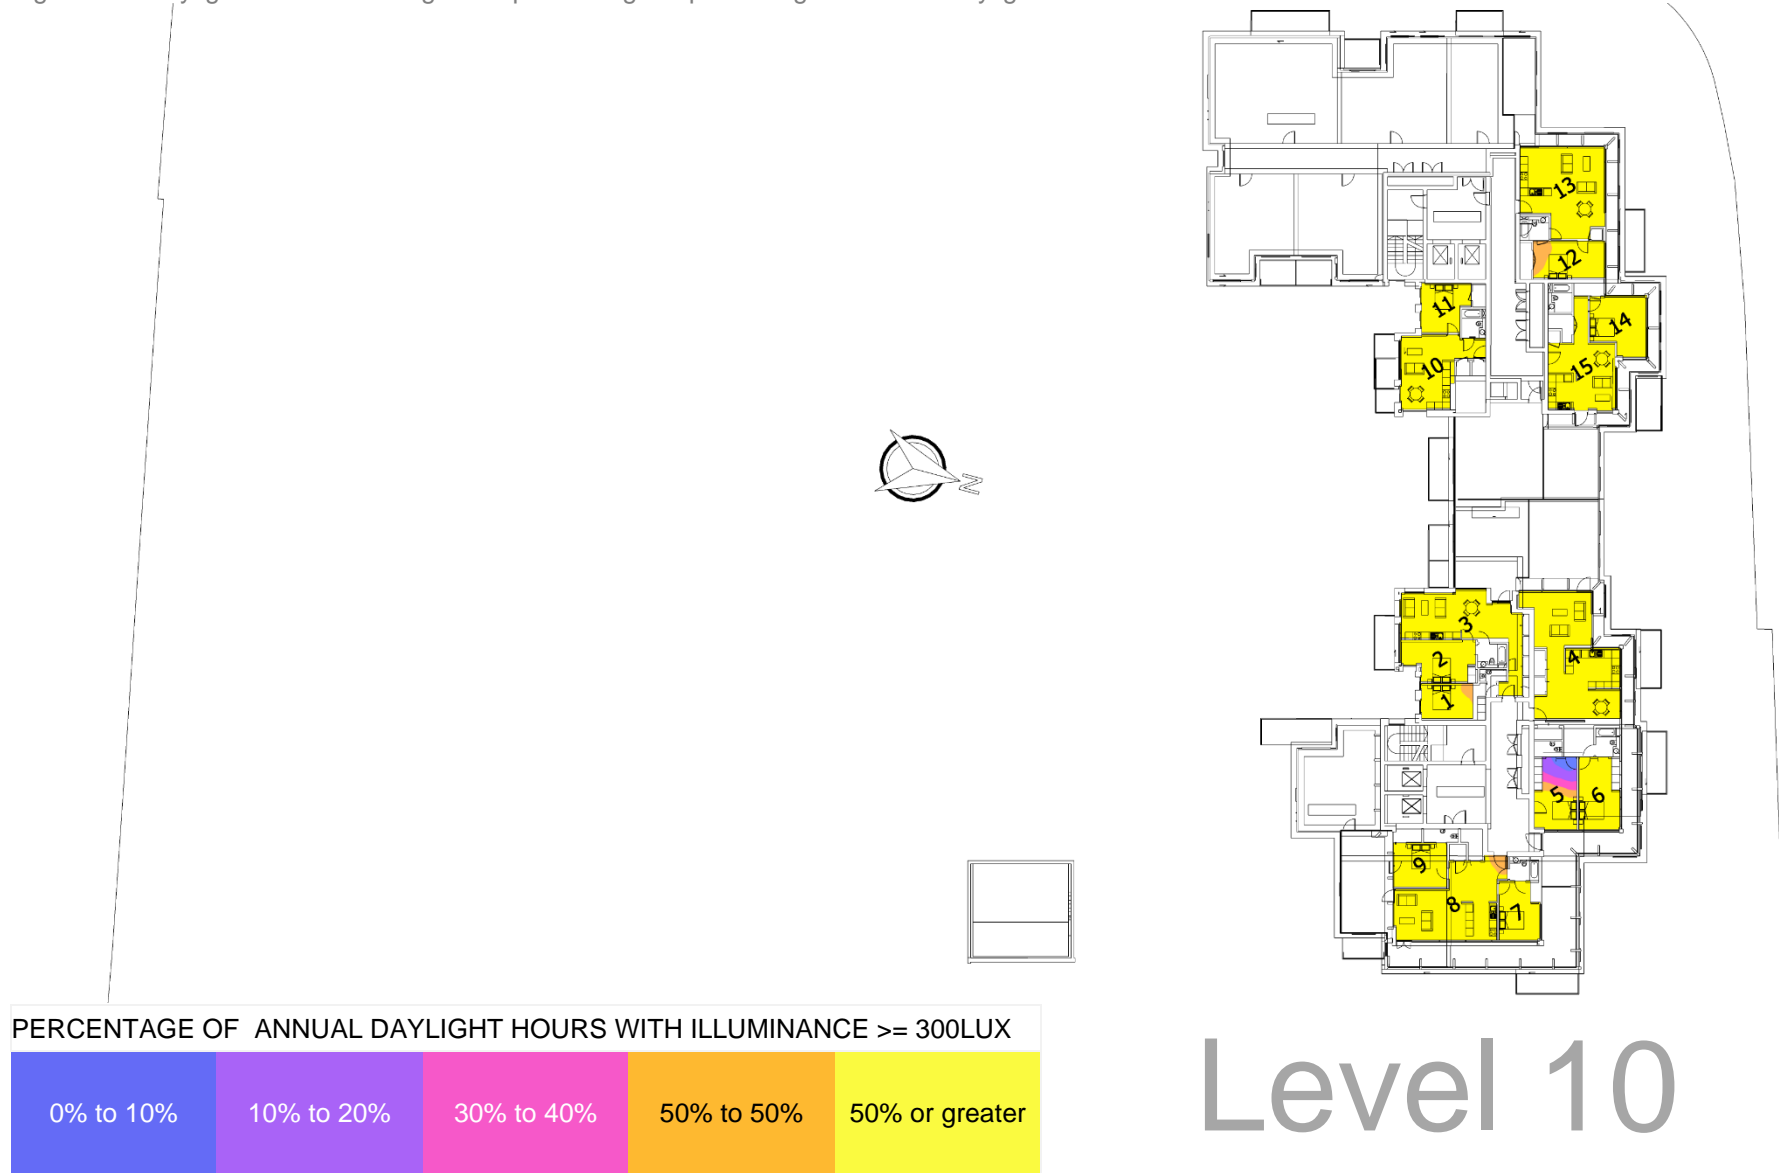 13
12
11
14
10
15
N
3
2
4
1
5
6
9
8
7
PERCENTAGE OF ANNUAL DAYLIGHT HOURS WITH ILLUMINANCE >= 300LUX
0% to 10%
10% to 20%
30% to 40%
50% to 50%
50% or greater
Level 10